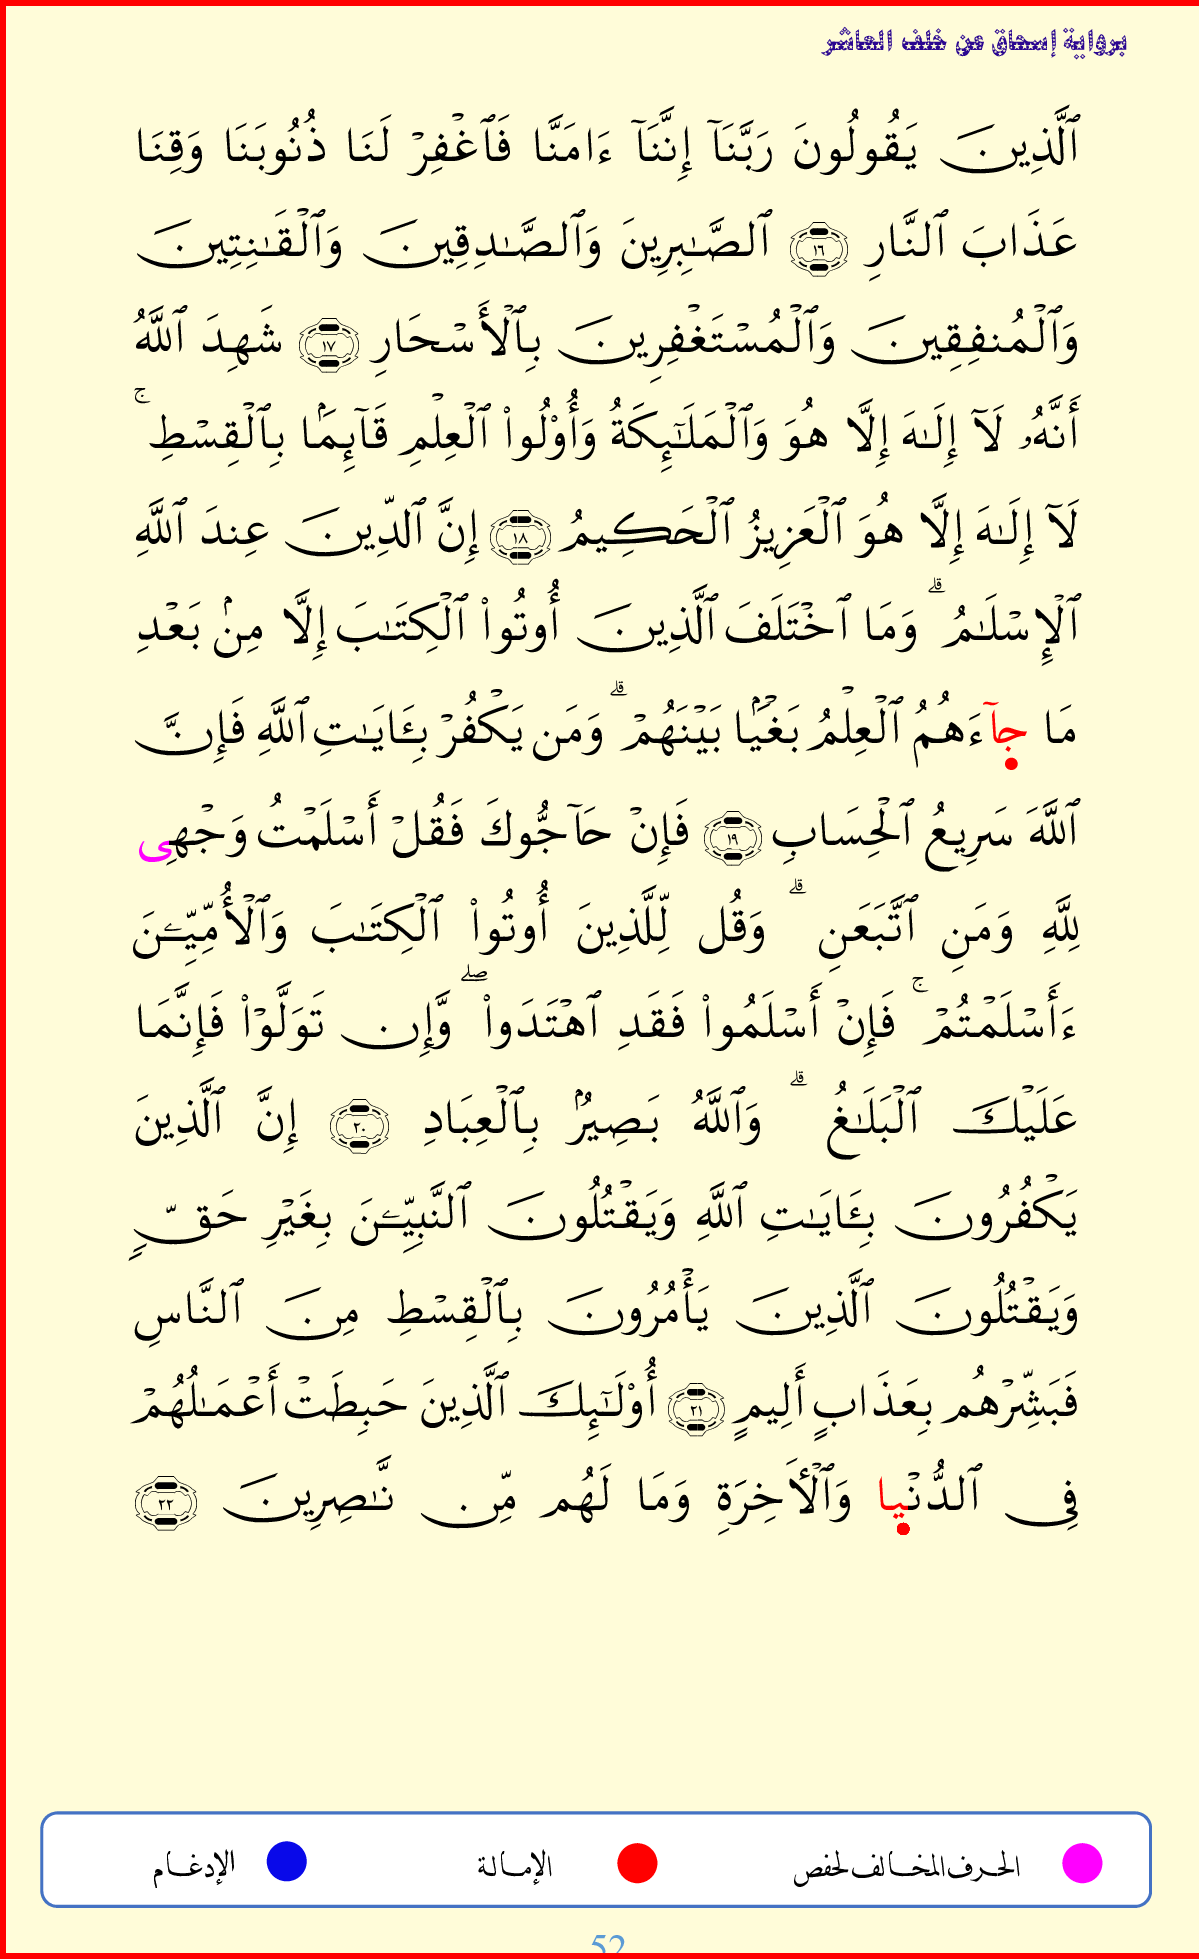 برواية إسحاق عن خلف العاشر
ٱلَّذِينَ يَقُولُونَ رَبَّنَآ إِنَّنَآ ءَامَنَّا فَٱغْفِرْ لَنَا ذُنُوبَنَا وَقِنَا
عَذَابَ ٱلنَّارِ ١٦ ٱلصَّـٰبِرِينَ وَٱلصَّـٰدِقِينَ وَٱلْقَـٰنِتِينَ
وَٱلْمُنفِقِينَ وَٱلْمُسْتَغْفِرِينَ بِٱلْأَسْحَارِ ١٧ شَهِدَ ٱللَّهُ
أَنَّهُۥ لَآ إِلَـٰهَ إِلَّا هُوَ وَٱلْمَلَـٰٓئِكَةُ وَأُو۟لُوا۟ ٱلْعِلْمِ قَآئِمَۢا بِٱلْقِسْطِ ۚ
لَآ إِلَـٰهَ إِلَّا هُوَ ٱلْعَزِيزُ ٱلْحَكِيمُ ١٨ إِنَّ ٱلدِّينَ عِندَ ٱللَّهِ
ٱلْإِسْلَـٰمُ ۗ وَمَا ٱخْتَلَفَ ٱلَّذِينَ أُوتُوا۟ ٱلْكِتَـٰبَ إِلَّا مِنۢ بَعْدِ
مَا جآءَهُمُ ٱلْعِلْمُ بَغْيَۢا بَيْنَهُمْ ۗ وَمَن يَكْفُرْ بِـَٔايَـٰتِ ٱللَّهِ فَإِنَّ
ٱللَّهَ سَرِيعُ ٱلْحِسَابِ ١٩ فَإِنْ حَآجُّوكَ فَقُلْ أَسْلَمْتُ وَجْهِى
لِلَّهِ وَمَنِ ٱتَّبَعَنِ ۗ وَقُل لِّلَّذِينَ أُوتُوا۟ ٱلْكِتَـٰبَ وَٱلْأُمِّيِّـۧنَ
ءَأَسْلَمْتُمْ ۚ فَإِنْ أَسْلَمُوا۟ فَقَدِ ٱهْتَدَوا۟ ۖ وَّإِن تَوَلَّوْا۟ فَإِنَّمَا
عَلَيْكَ ٱلْبَلَـٰغُ ۗ وَٱللَّهُ بَصِيرُۢ بِٱلْعِبَادِ ٢٠ إِنَّ ٱلَّذِينَ
يَكْفُرُونَ بِـَٔايَـٰتِ ٱللَّهِ وَيَقْتُلُونَ ٱلنَّبِيِّـۧنَ بِغَيْرِ حَقٍّ
وَيَقْتُلُونَ ٱلَّذِينَ يَأْمُرُونَ بِٱلْقِسْطِ مِنَ ٱلنَّاسِ
فَبَشِّرْهُم بِعَذَابٍ أَلِيمٍ ٢١ أُو۟لَـٰٓئِكَ ٱلَّذِينَ حَبِطَتْ أَعْمَـٰلُهُمْ
فِى ٱلدُّنْيا وَٱلْـَٔاخِرَةِ وَمَا لَهُم مِّن نَّـٰصِرِينَ ٢٢
الحرف المخالف لحفص الإمالة الإدغام
52